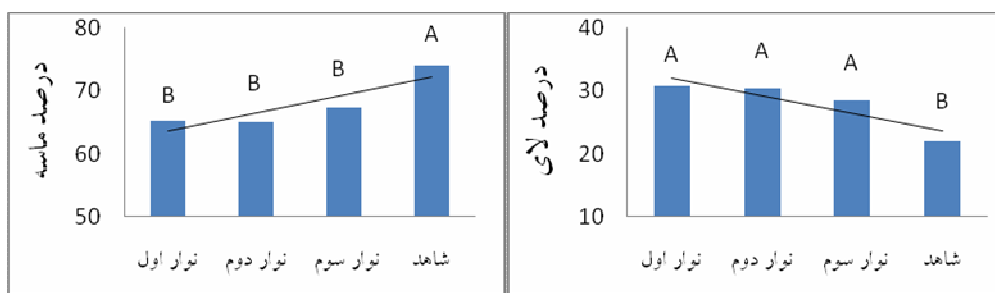 درصد ماسه
80
70
60
50
B
B
B
A
نوار اول
نوار دوم
نوار سوم
شاهد
درصد لای
40
30
20
10
A
A
A
B
نوار اول
نوار دوم
نوار سوم
شاهد